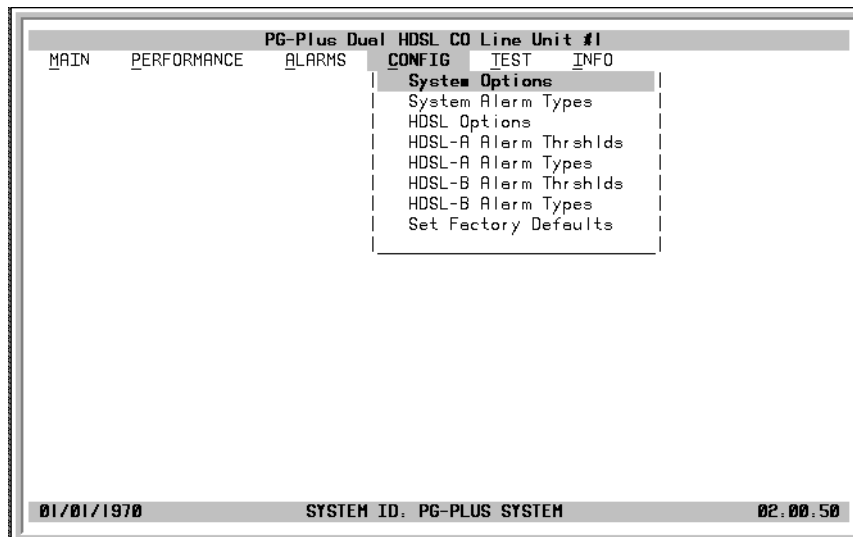 PG-Plus Dual HDSL CO Line Unit #1
MAIN PERFORMANCE ALARMS CONFIG TEST INFO
System Options
System Alarm Types
HDSL Options
HDSL-A Alarm Thrshlds
HDSL-A Alarm Types
HDSL-B Alarm Thrshlds
HDSL-B Alarm Types
Set Factory Defaults
01/01/1970 SYSTEM ID: PG-PLUS SYSTEM 02:00:50